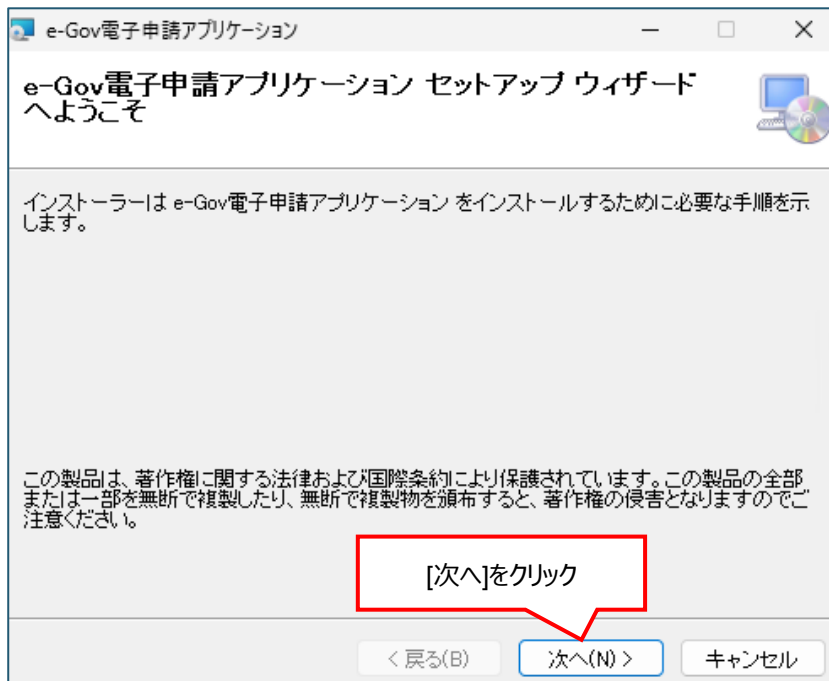 e-Gov電子申請アプリケーション
e-Gov電子申請アプリケーション セットアップ ウィザード
へようこそ
インストーラーは e-Gov電子申請アプリケーション をインストールするために必要な手順を示
します。
この製品は、著作権に関する法律および国際条約により保護されています。この製品の全部
または一部を無断で複製したり、無断で複製物を頒布すると、著作権の侵害となりますのでご
注意ください。
[次へ]をクリック
< 戻る(B)
次へ(N) >
キャンセル